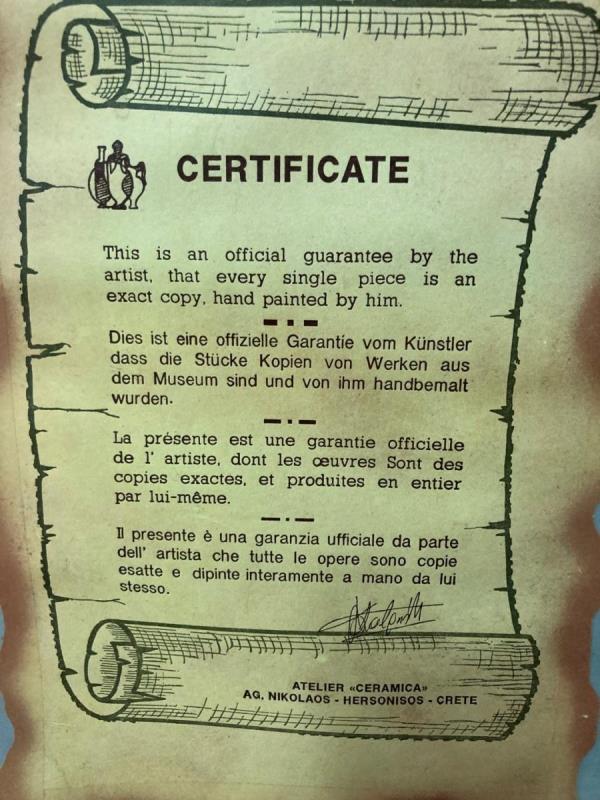 CERTIFICATE
This is an official guarantee by the
artist, that every single piece is an
exact copy, hand painted by him.
Dies ist eine offizielle Garantie vom Künstler
dass die Stücke Kopien von Werken aus
dem Museum sind und von ihm handbemalt
wurden.
La présente est une garantie officielle
de l' artiste, dont les œuvres Sont des
copies exactes, et produites en entier
par lui-même.
Il presente è una garanzia ufficiale da parte
dell' artista che tutte le opere sono copie
esatte e dipinte interamente a mano da lui
stesso.
ATELIER «CERAMICA»
AG. NIKOLAOS - HERSONISOS - CRETE